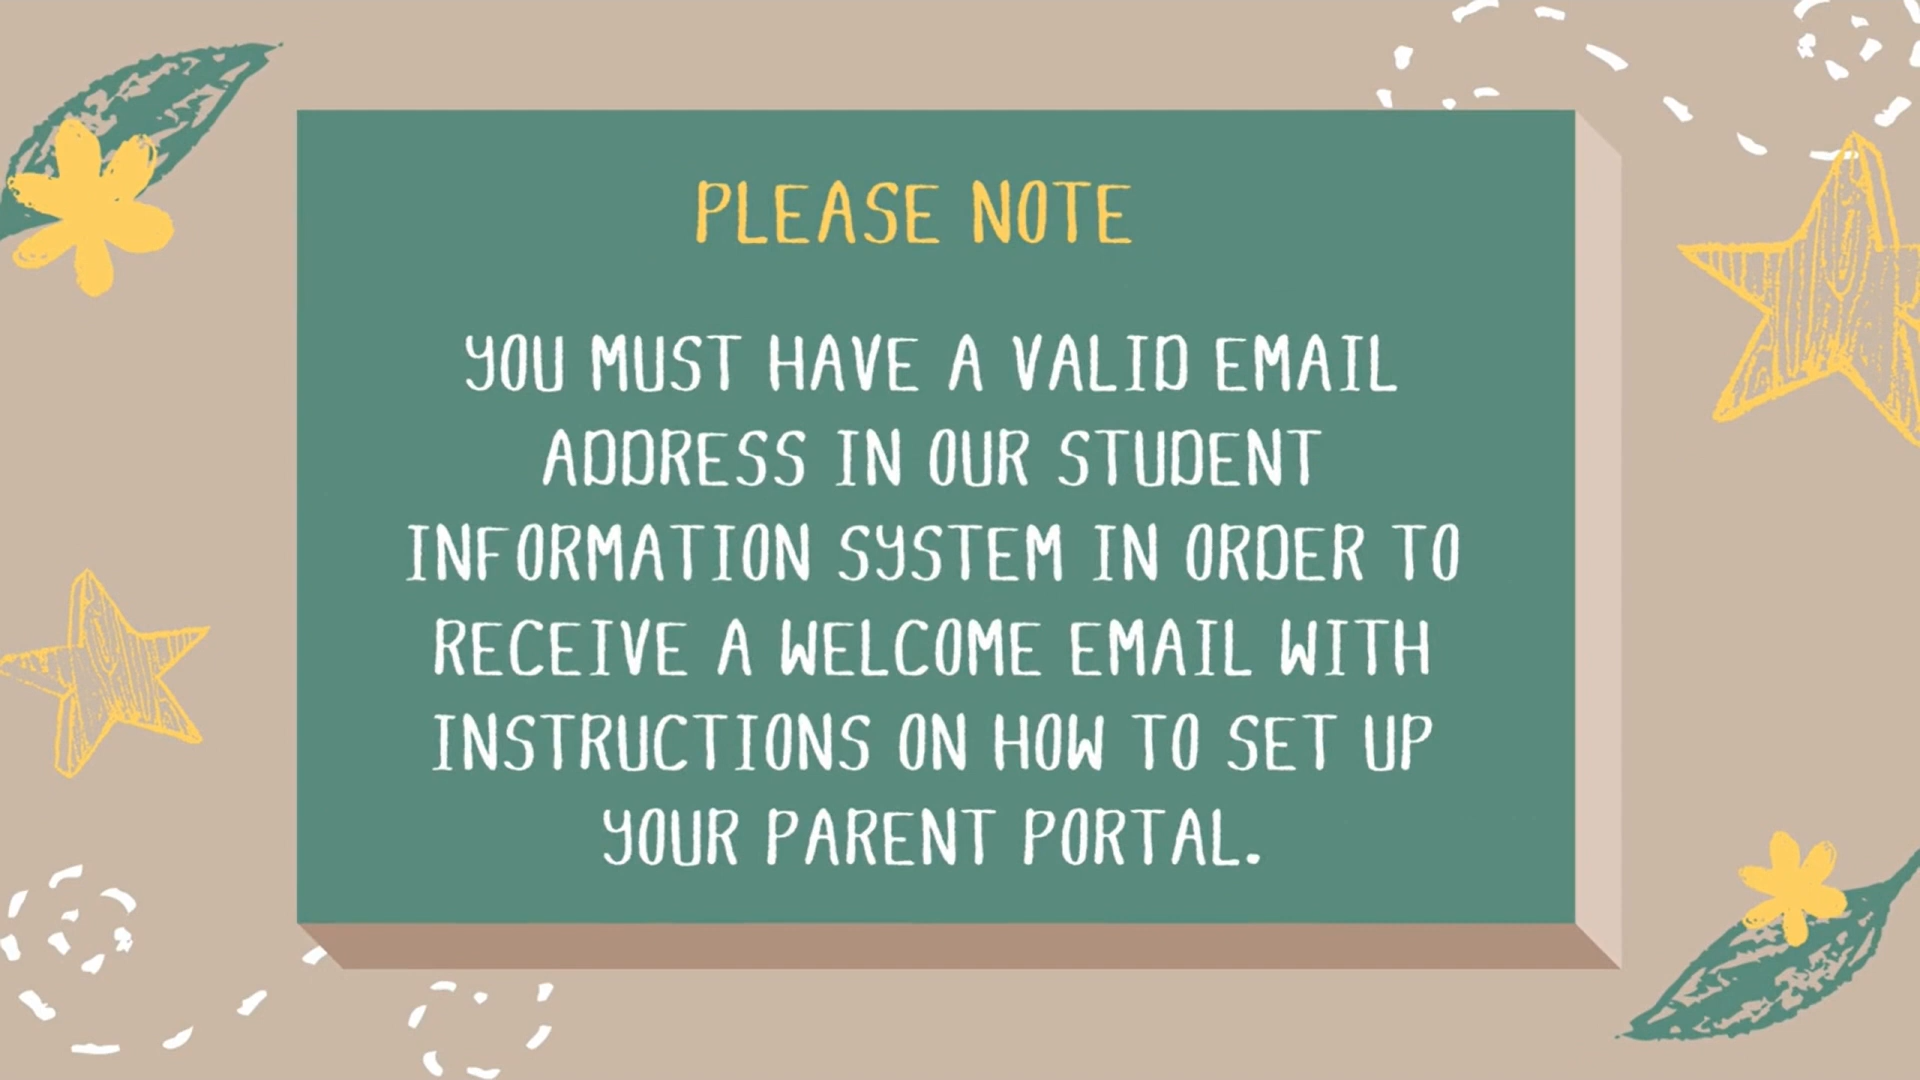 PLEASE NOTE
YOU MUST HAVE A VALID EMAIL
ADDRESS IN OUR STUDENT
INFORMATION SYSTEM IN ORDER TO
RECEIVE A WELCOME EMAIL WITH
INSTRUCTIONS ON HOW TO SET UP
YOUR PARENT PORTAL.